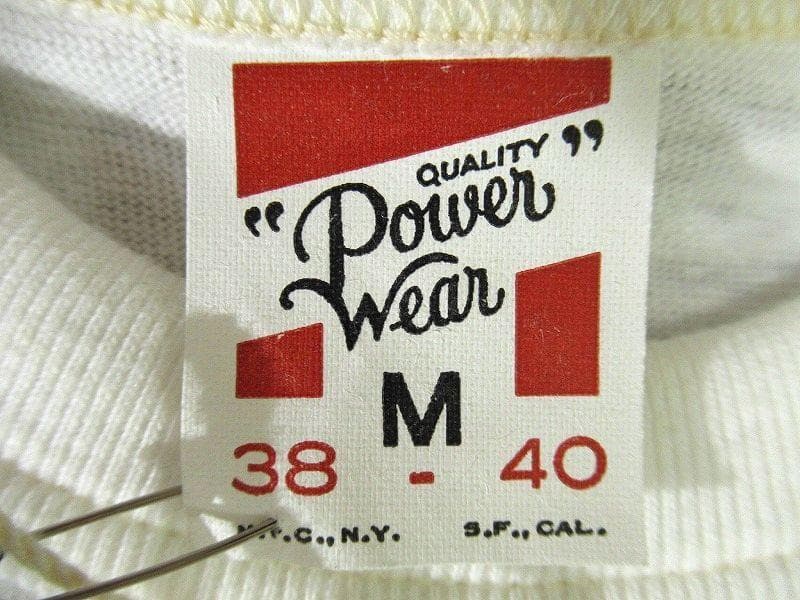 QUALITY
“Power”
Wear
M
38 - 40
N.Y.C., N.Y. S.F., CAL.